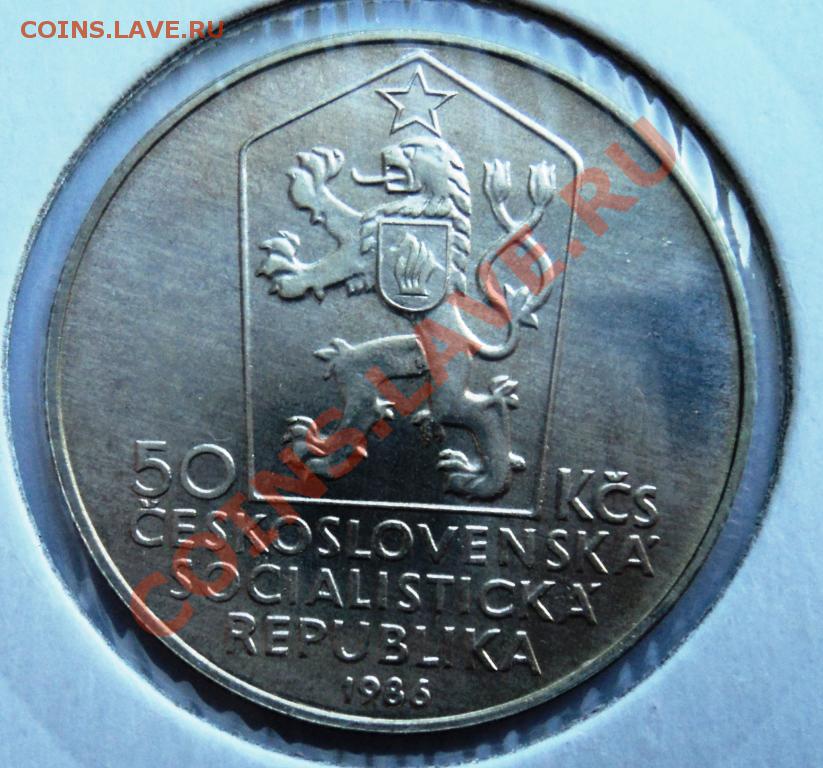 COINS.LAVE.RU
COINS.LAVE.RU
50 KČS
ČESKOSLOVENSKÁ
SOCIALISTICKÁ
REPUBLIKA
1986